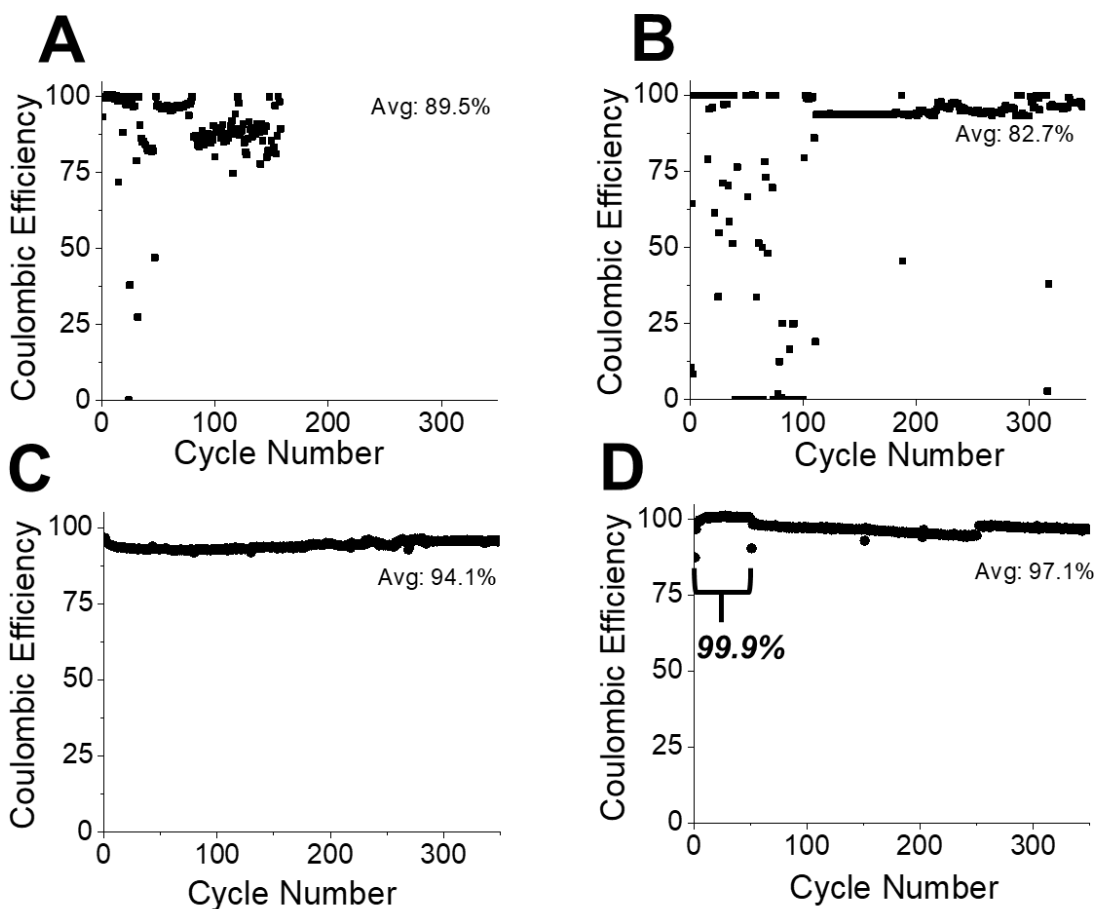 A
Coulombic Efficiency
100
75
50
25
0
Avg: 89.5%
0 100 200 300
Cycle Number
B
Coulombic Efficiency
100
75
50
25
0
Avg: 82.7%
0 100 200 300
Cycle Number
C
Coulombic Efficiency
100
75
50
25
0
Avg: 94.1%
0 100 200 300
Cycle Number
D
Coulombic Efficiency
100
75
50
25
0
Avg: 97.1%
99.9%
0 100 200 300
Cycle Number